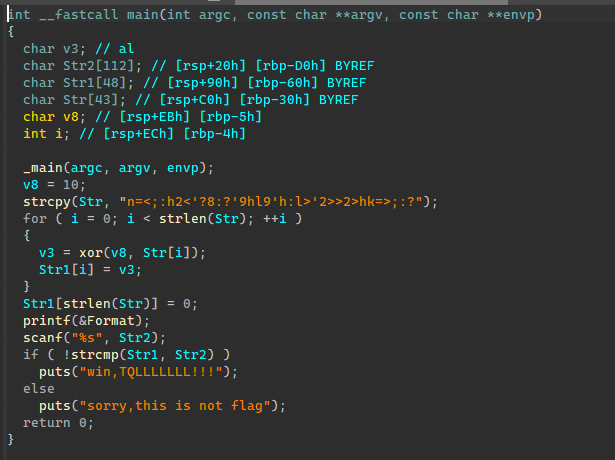 int __fastcall main(int argc, const char **argv, const char **envp)
{
  char v3; // al
  char Str2[112]; // [rsp+20h] [rbp-D0h] BYREF
  char Str1[48]; // [rsp+90h] [rbp-60h] BYREF
  char Str[43]; // [rsp+C0h] [rbp-30h] BYREF
  char v8; // [rsp+EBh] [rbp-5h]
  int i; // [rsp+ECh] [rbp-4h]

  _main(argc, argv, envp);
  v8 = 10;
  strcpy(Str, "n=<;:h2<'?8:?'9hl9'h:l>'2>>2>hk=>;:?");
  for ( i = 0; i < strlen(Str); ++i )
  {
    v3 = xor(v8, Str[i]);
    Str1[i] = v3;
  }
  Str1[strlen(Str)] = 0;
  printf(&Format);
  scanf("%s", Str2);
  if ( !strcmp(Str1, Str2) )
    puts("win,TQLLLLLLL!!!");
  else
    puts("sorry,this is not flag");
  return 0;
}